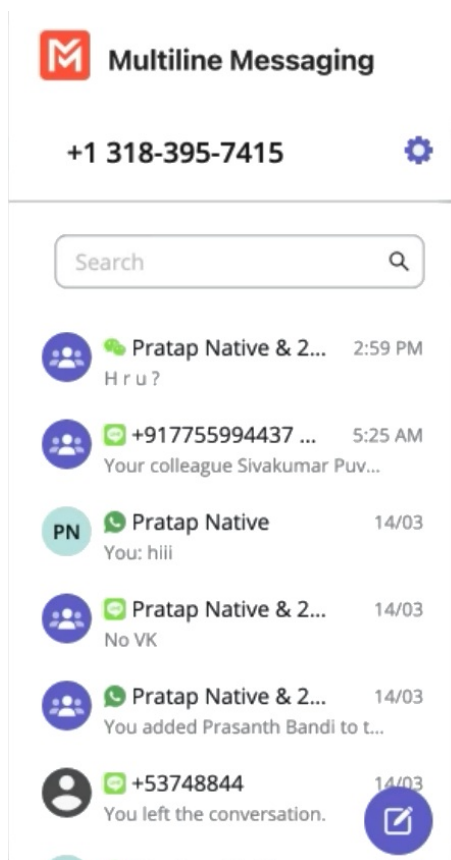 Multiline Messaging
+1 318-395-7415
Search
Pratap Native & 2... 2:59 PM
H r u ?
+917755994437 ... 5:25 AM
Your colleague Sivakumar Puv...
PN Pratap Native 14/03
You: hiii
Pratap Native & 2... 14/03
No VK
Pratap Native & 2... 14/03
You added Prasanth Bandi to t...
+53748844 14/03
You left the conversation.